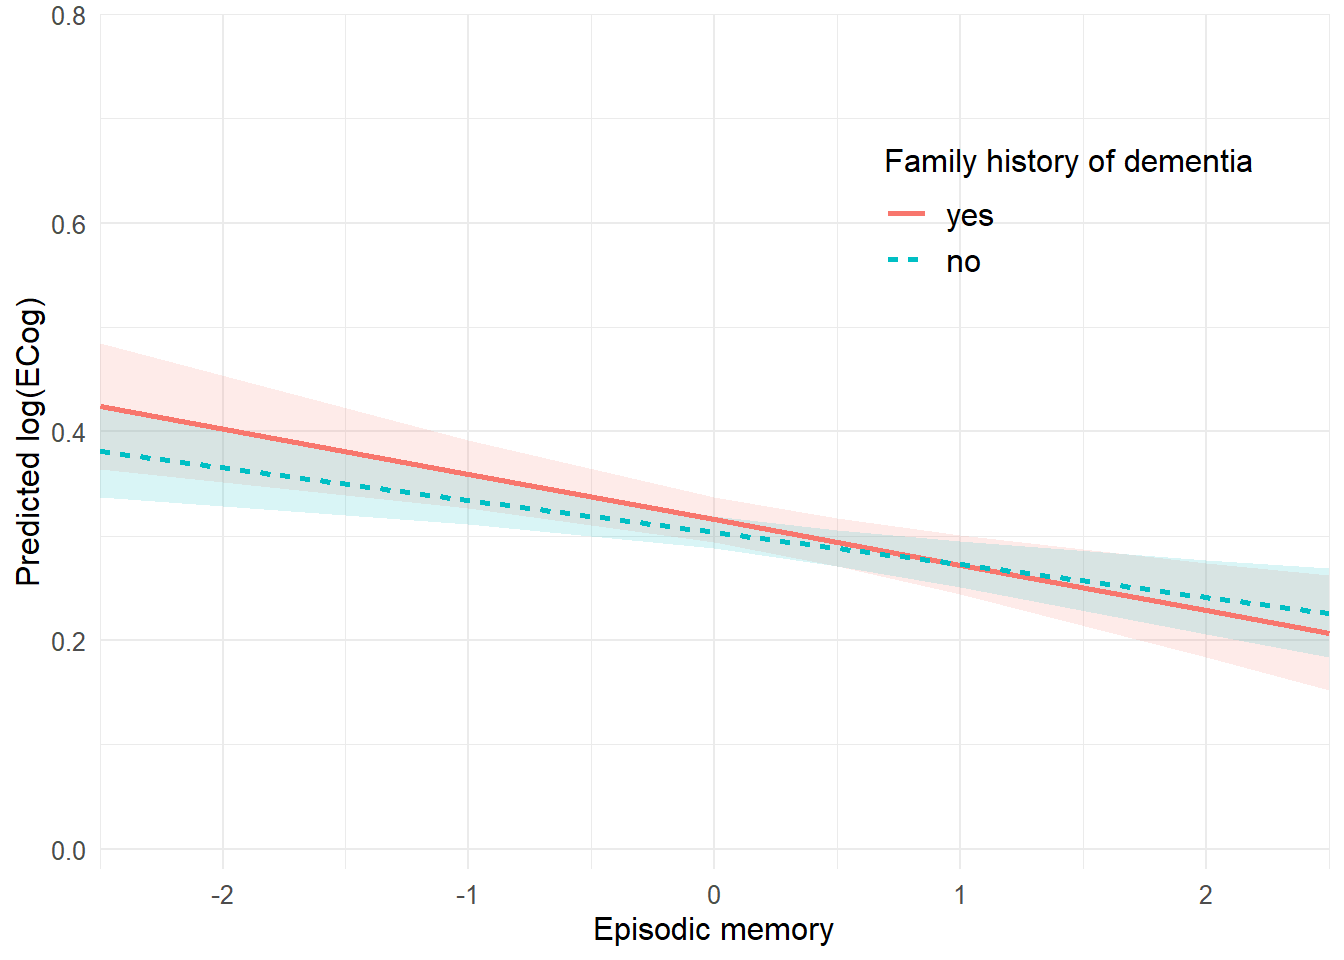 0.8
0.6
0.4
0.2
0.0
Predicted log(ECog)
Family history of dementia
yes
no
-2 -1 0 1 2
Episodic memory